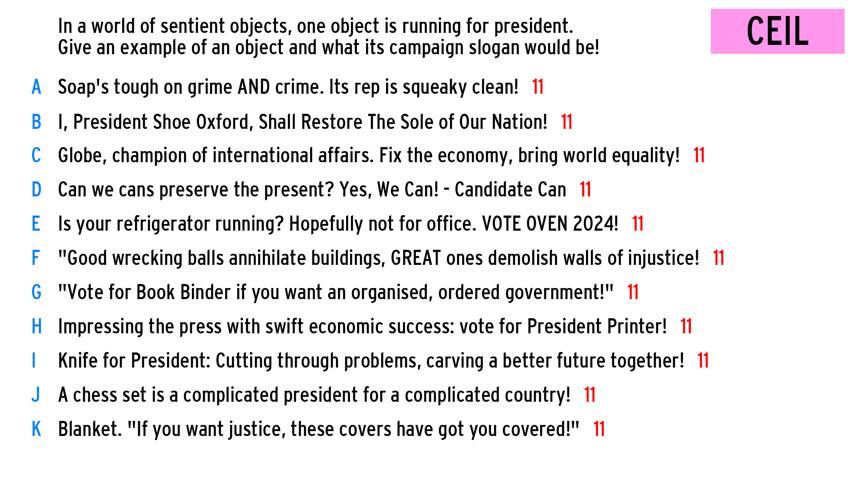 In a world of sentient objects, one object is running for president.
Give an example of an object and what its campaign slogan would be!
CEIL
A Soap's tough on grime AND crime. Its rep is squeaky clean! 11
B I, President Shoe Oxford, Shall Restore The Sole of Our Nation! 11
C Globe, champion of international affairs. Fix the economy, bring world equality! 11
D Can we cans preserve the present? Yes, We Can! - Candidate Can 11
E Is your refrigerator running? Hopefully not for office. VOTE OVEN 2024! 11
F "Good wrecking balls annihilate buildings, GREAT ones demolish walls of injustice! 11
G "Vote for Book Binder if you want an organised, ordered government!" 11
H Impressing the press with swift economic success: vote for President Printer! 11
I Knife for President: Cutting through problems, carving a better future together! 11
J A chess set is a complicated president for a complicated country! 11
K Blanket. "If you want justice, these covers have got you covered!" 11